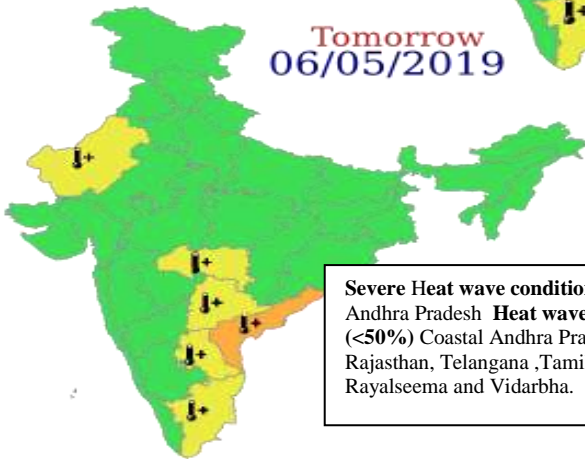 Tomorrow
06/05/2019
Severe Heat wave condition
Andhra Pradesh Heat wave
(<50%) Coastal Andhra Pra
Rajasthan, Telangana ,Tami
Rayalseema and Vidarbha.